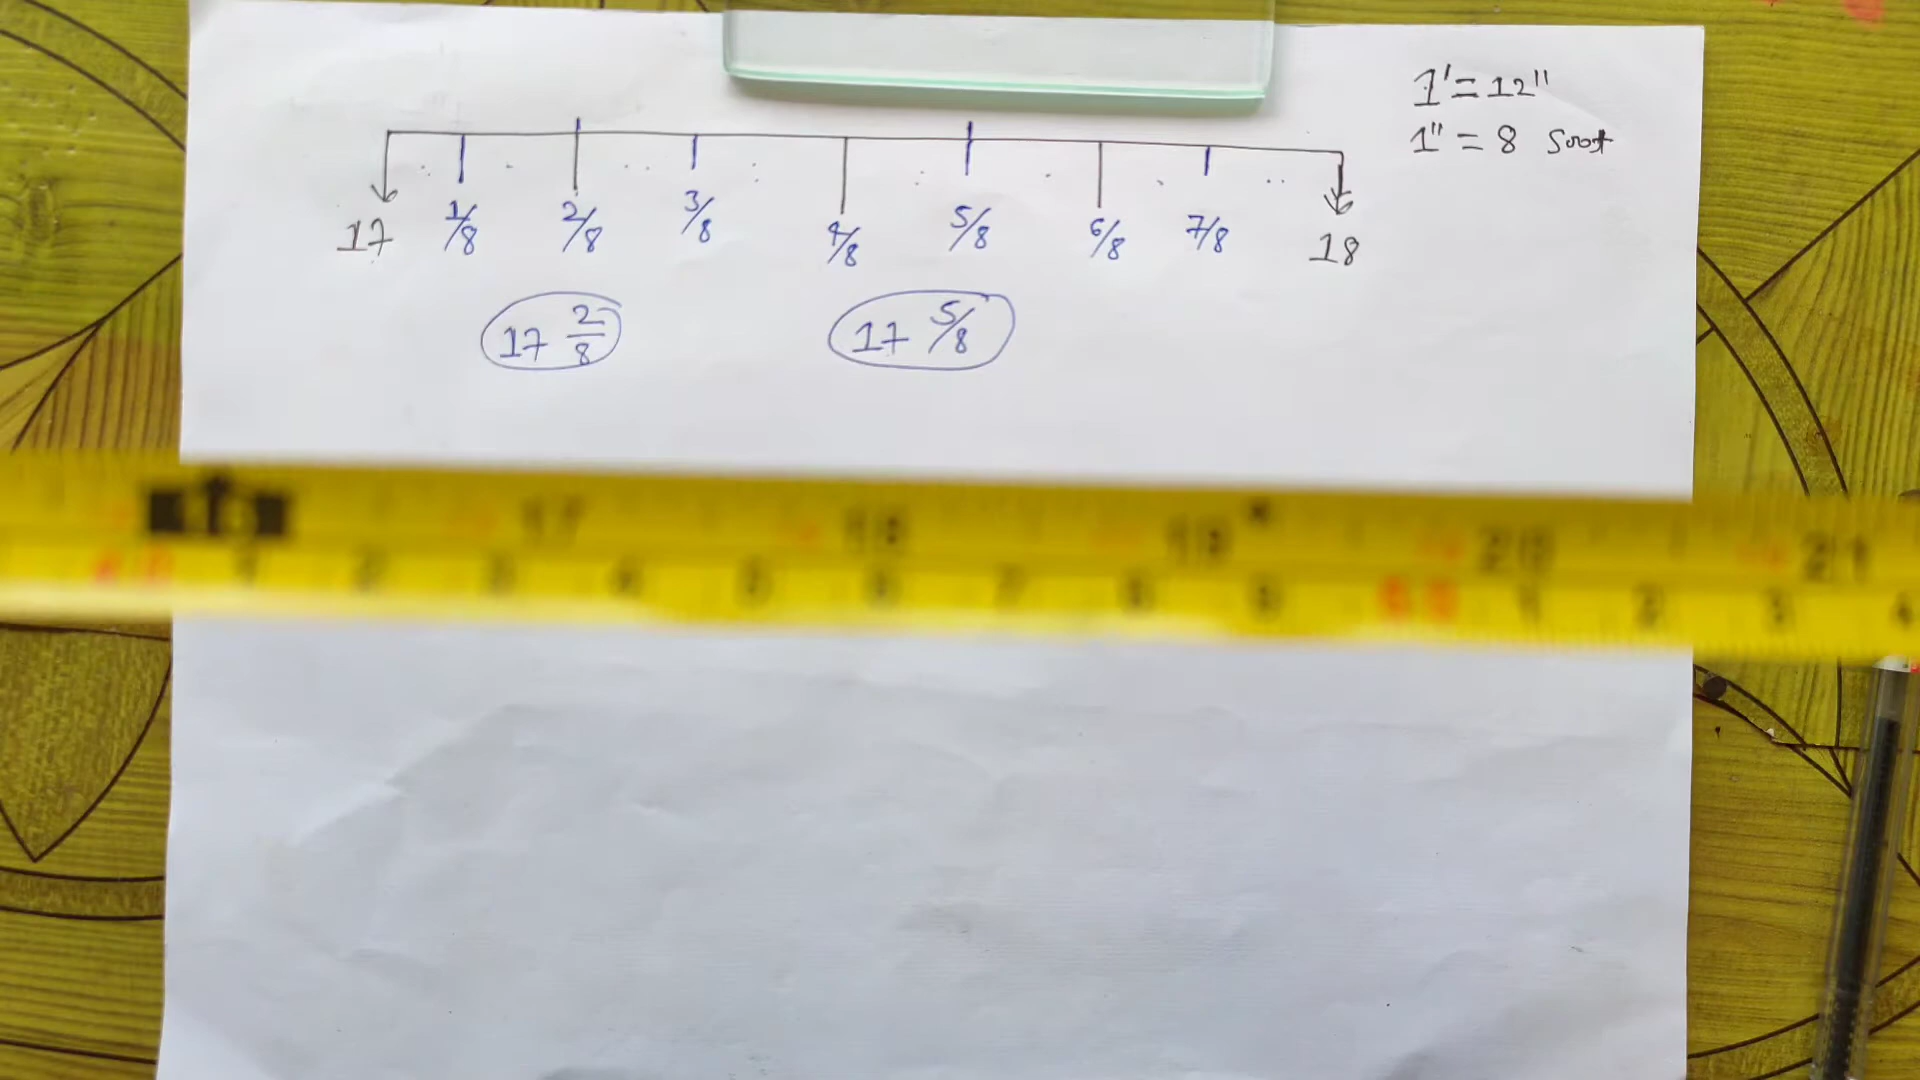 1' = 12"
1" = 8 Soot
17 1/8 2/8 3/8 4/8 5/8 6/8 7/8 18
17 2/8 17 5/8
17 18 19 20 21
1 2 3 4 5 6 7 8 9 1 2 3 4